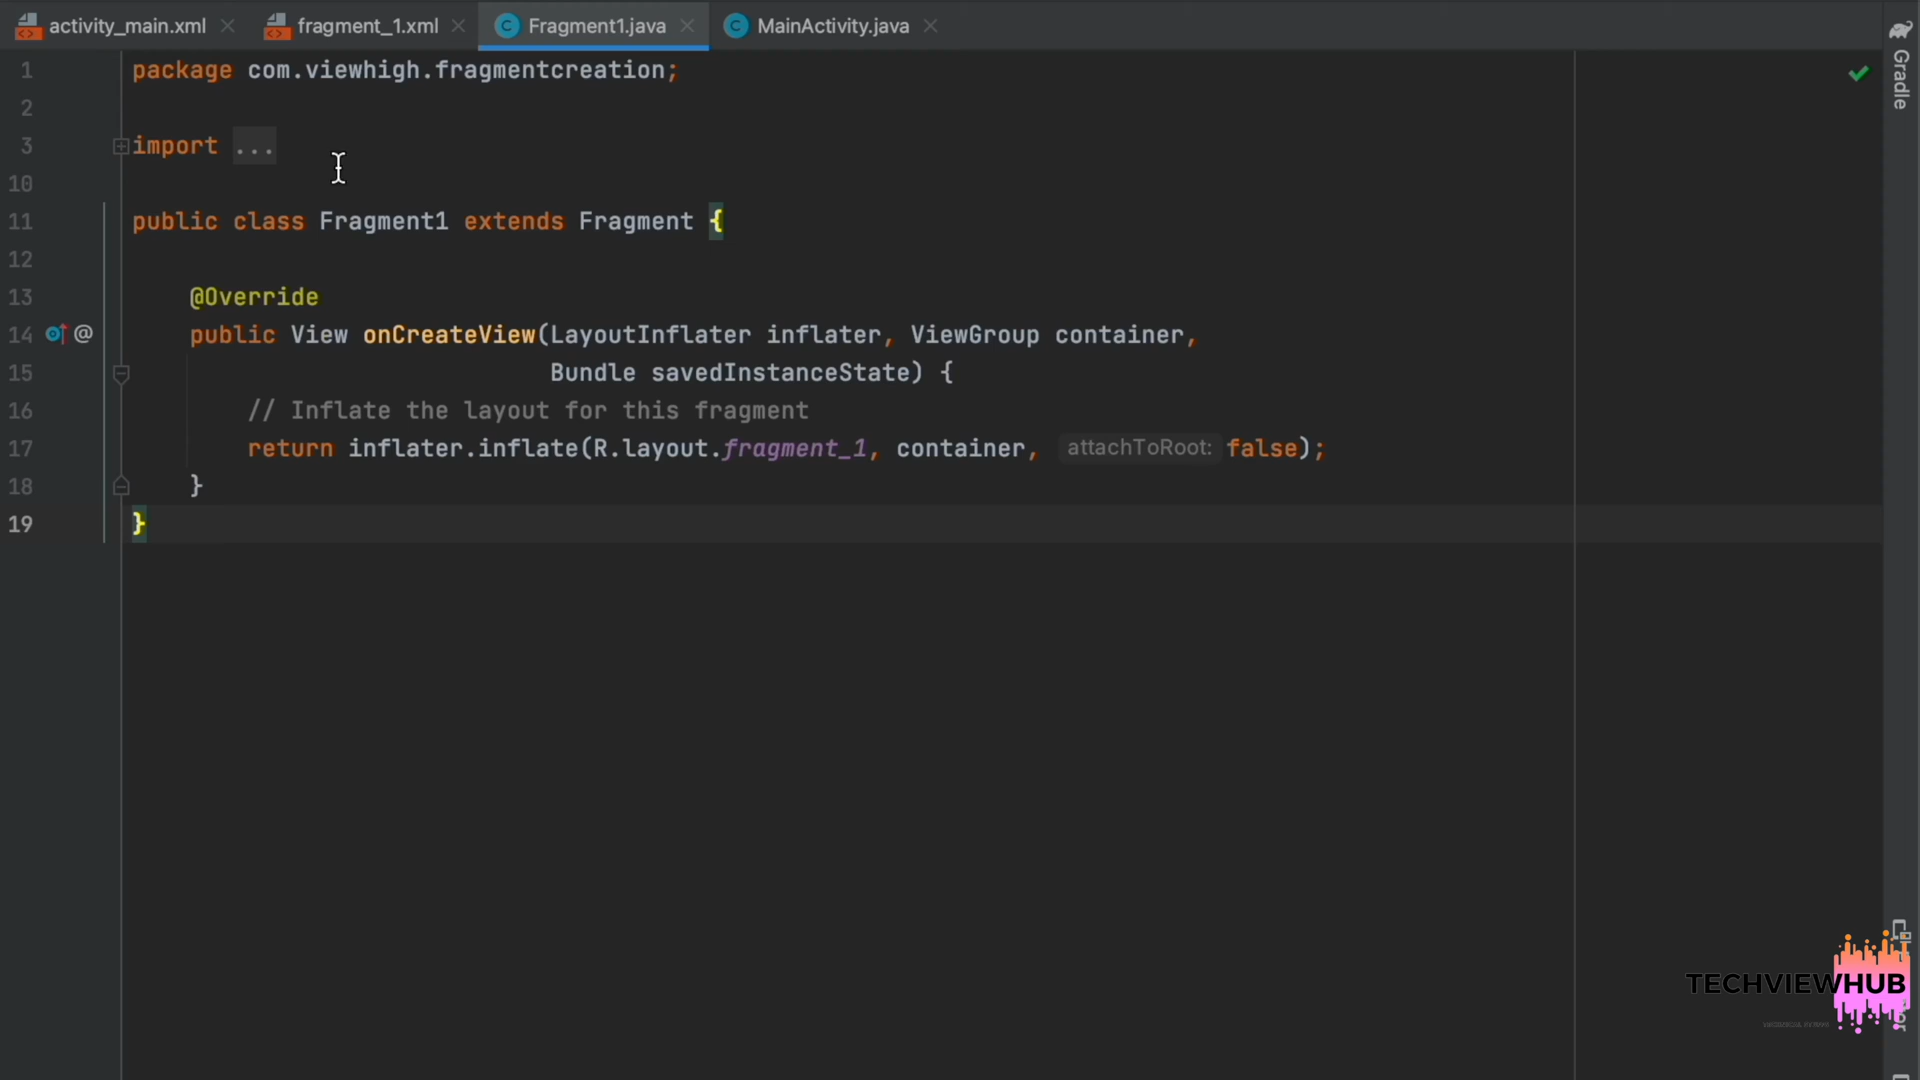 activity_main.xml fragment_1.xml Fragment1.java MainActivity.java
1 package com.viewhigh.fragmentcreation;
2
3 import ...
10
11 public class Fragment1 extends Fragment {
12
13 @Override
14 @ public View onCreateView(LayoutInflater inflater, ViewGroup container,
15 Bundle savedInstanceState) {
16 // Inflate the layout for this fragment
17 return inflater.inflate(R.layout.fragment_1, container, attachToRoot: false);
18 }
19 }
Gradle
TECHVIEWHUB